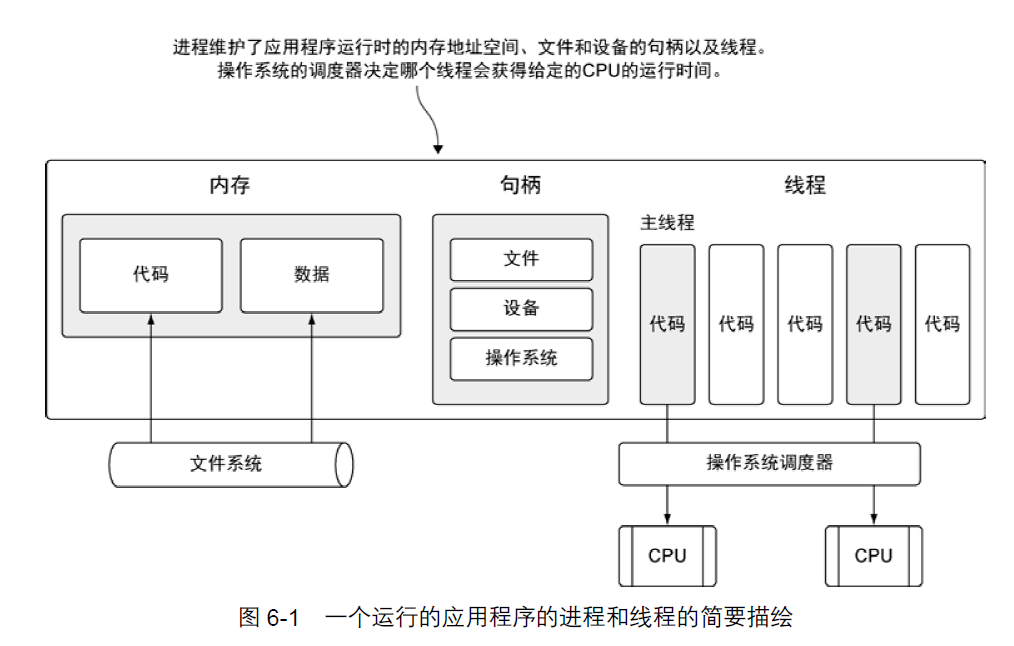 进程维护了应用程序运行时的内存地址空间、文件和设备的句柄以及线程。
操作系统的调度器决定哪个线程会获得给定的CPU的运行时间。
内存
句柄
线程
主线程
代码
数据
文件
设备
操作系统
代码
代码
代码
代码
代码
文件系统
操作系统调度器
CPU
CPU
图 6-1 一个运行的应用程序的进程和线程的简要描绘